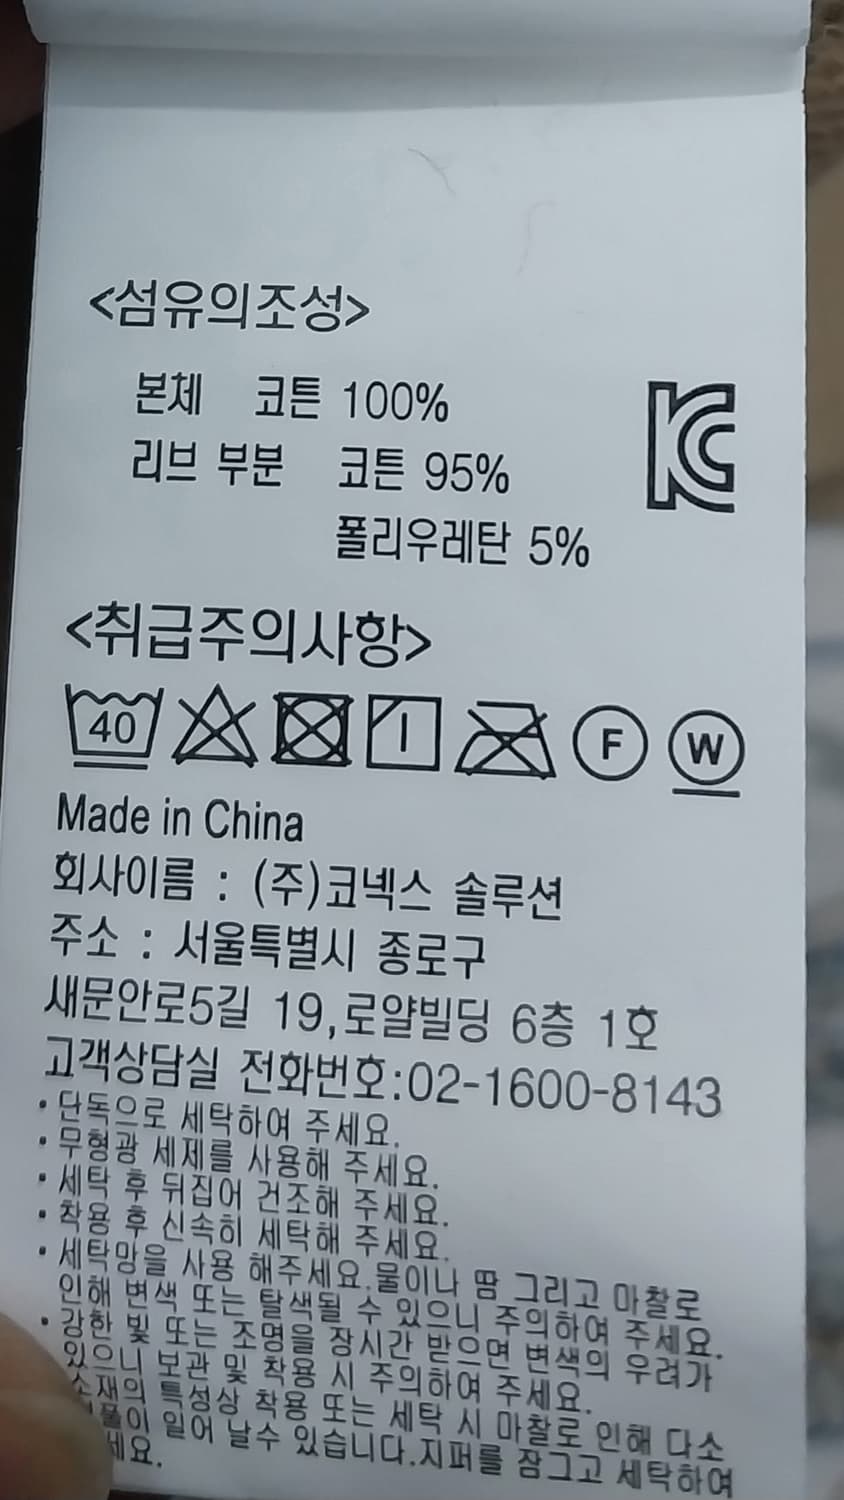 <섬유의조성>
본체 코튼 100%
리브 부분 코튼 95%
폴리우레탄 5%
KC
<취급주의사항>
40 F W
Made in China
회사이름 : (주)코넥스 솔루션
주소 : 서울특별시 종로구
새문안로5길 19,로얄빌딩 6층 1호
고객상담실 전화번호:02-1600-8143
• 단독으로 세탁하여 주세요.
• 무형광 세제를 사용해 주세요.
• 세탁 후 뒤집어 건조해 주세요.
• 착용 후 신속히 세탁해 주세요.
• 세탁망을 사용 해주세요.물이나 땀 그리고 마찰로
인해 변색 또는 탈색될 수 있으니 주의하여 주세요.
• 강한 빛 또는 조명을 장시간 받으면 변색의 우려가
있으니 보관 및 착용 시 주의하여 주세요.
소재의 특성상 착용 또는 세탁 시 마찰로 인해 다소
일어 날수 있습니다.지퍼를 잠그고 세탁하여